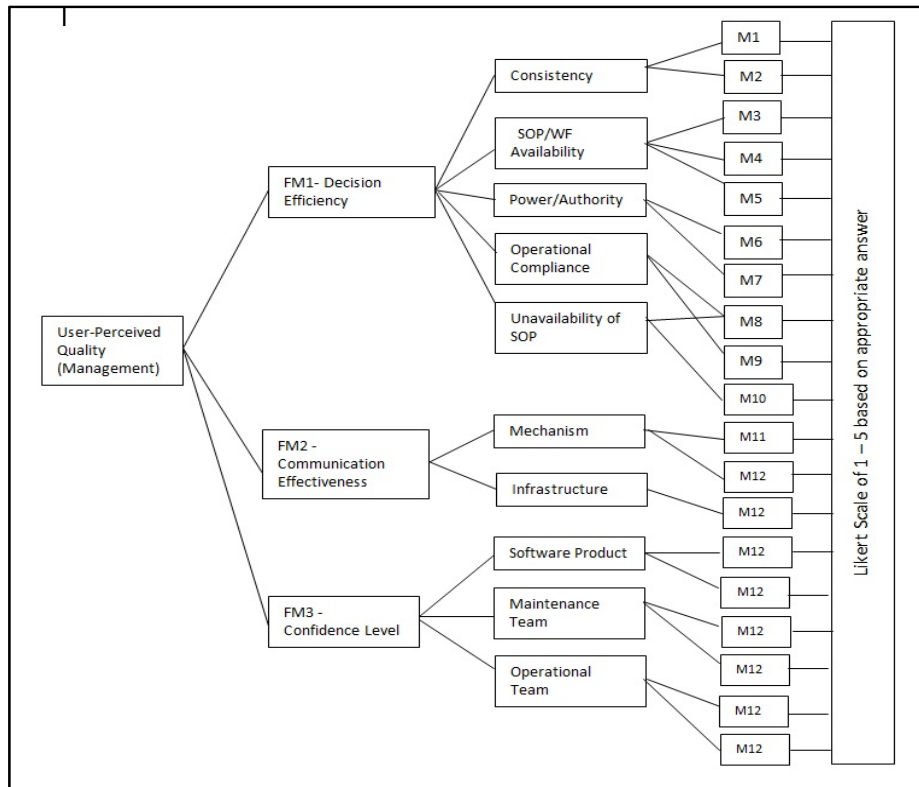 User-Perceived
Quality
(Management)
FM1- Decision
Efficiency
FM2 -
Communication
Effectiveness
FM3 -
Confidence Level
Consistency
SOP/WF
Availability
Power/Authority
Operational
Compliance
Unavailability of
SOP
Mechanism
Infrastructure
Software Product
Maintenance
Team
Operational
Team
M1
M2
M3
M4
M5
M6
M7
M8
M9
M10
M11
M12
M12
M12
M12
M12
M12
M12
M12
Likert Scale of 1 – 5 based on appropriate answer